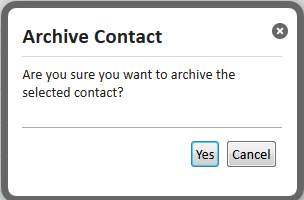 Archive Contact
Are you sure you want to archive the
selected contact?
Yes Cancel